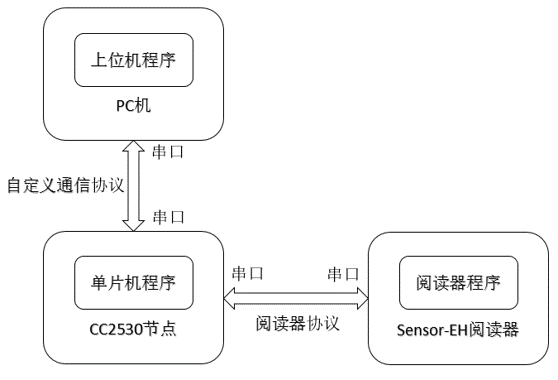 上位机程序
PC机
串口
自定义通信协议
串口
单片机程序
CC2530节点
串口
串口
阅读器协议
阅读器程序
Sensor-EH阅读器